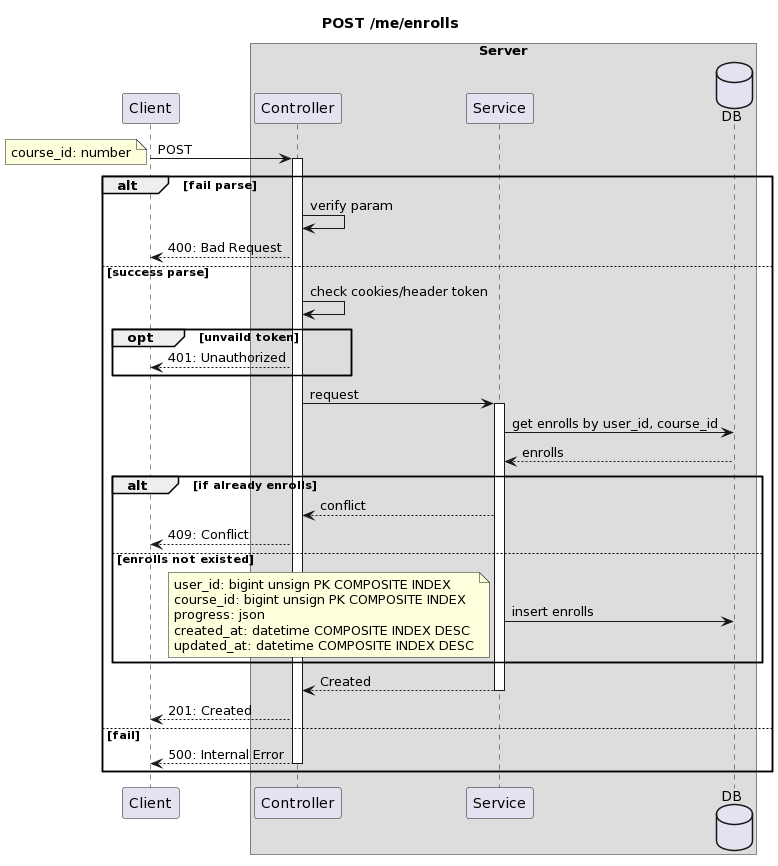 POST /me/enrolls
Server
Client
Controller
Service
DB
course_id: number
POST
alt
[fail parse]
verify param
400: Bad Request
[success parse]
check cookies/header token
opt
[unvaild token]
401: Unauthorized
request
get enrolls by user_id, course_id
enrolls
alt
[if already enrolls]
conflict
409: Conflict
[enrolls not existed]
user_id: bigint unsign PK COMPOSITE INDEX
course_id: bigint unsign PK COMPOSITE INDEX
progress: json
created_at: datetime COMPOSITE INDEX DESC
updated_at: datetime COMPOSITE INDEX DESC
insert enrolls
Created
201: Created
[fail]
500: Internal Error
Client
Controller
Service
DB